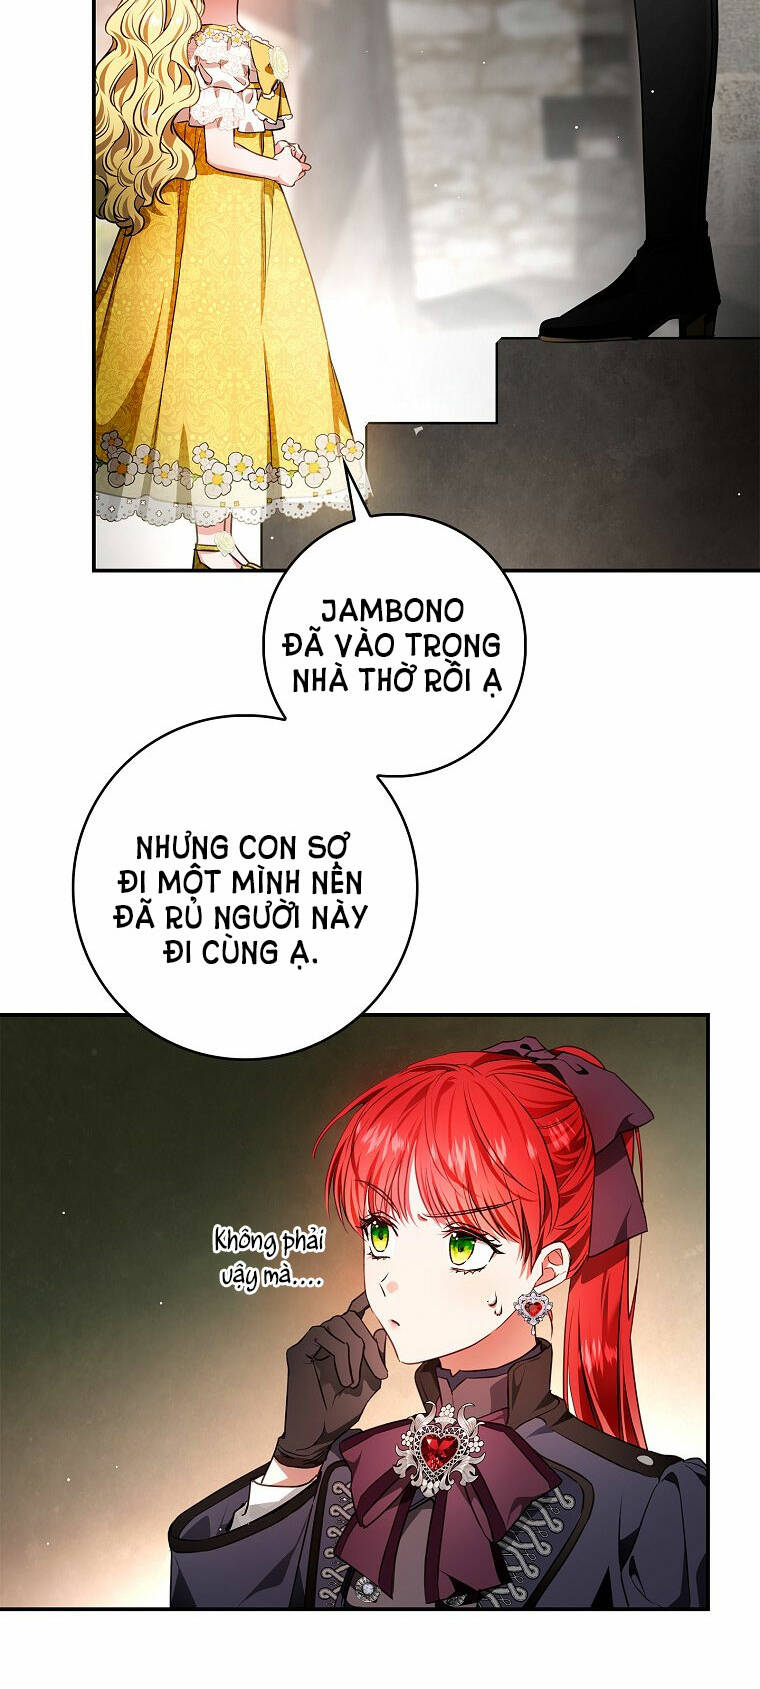 JAMBONO
ĐÃ VÀO TRONG
NHÀ THỜ RỒI Ạ
NHƯNG CON SỢ
ĐI MỘT MÌNH NÊN
ĐÃ RỦ NGƯỜI NÀY
ĐI CÙNG Ạ.
Không phải
vậy mà....